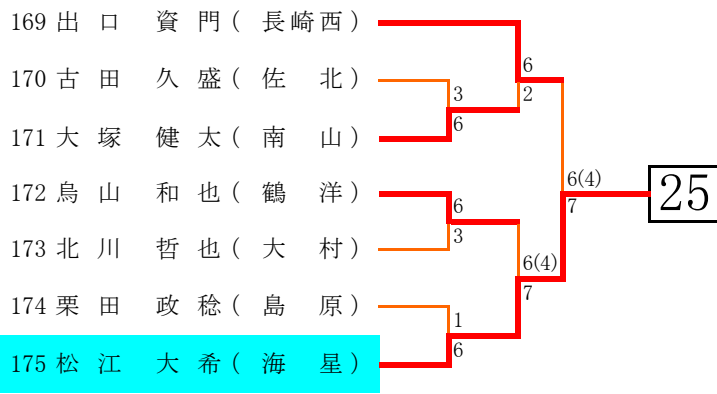 169 出口 資門(長崎西)
6
170 古田 久盛(佐北)
3
2
171 大塚 健太(南山)
6
6(4)
172 烏山 和也(鶴洋)
6
7
25
173 北川 哲也(大村)
3
6(4)
174 栗田 政稔(島原)
7
1
175 松江 大希(海星)
6